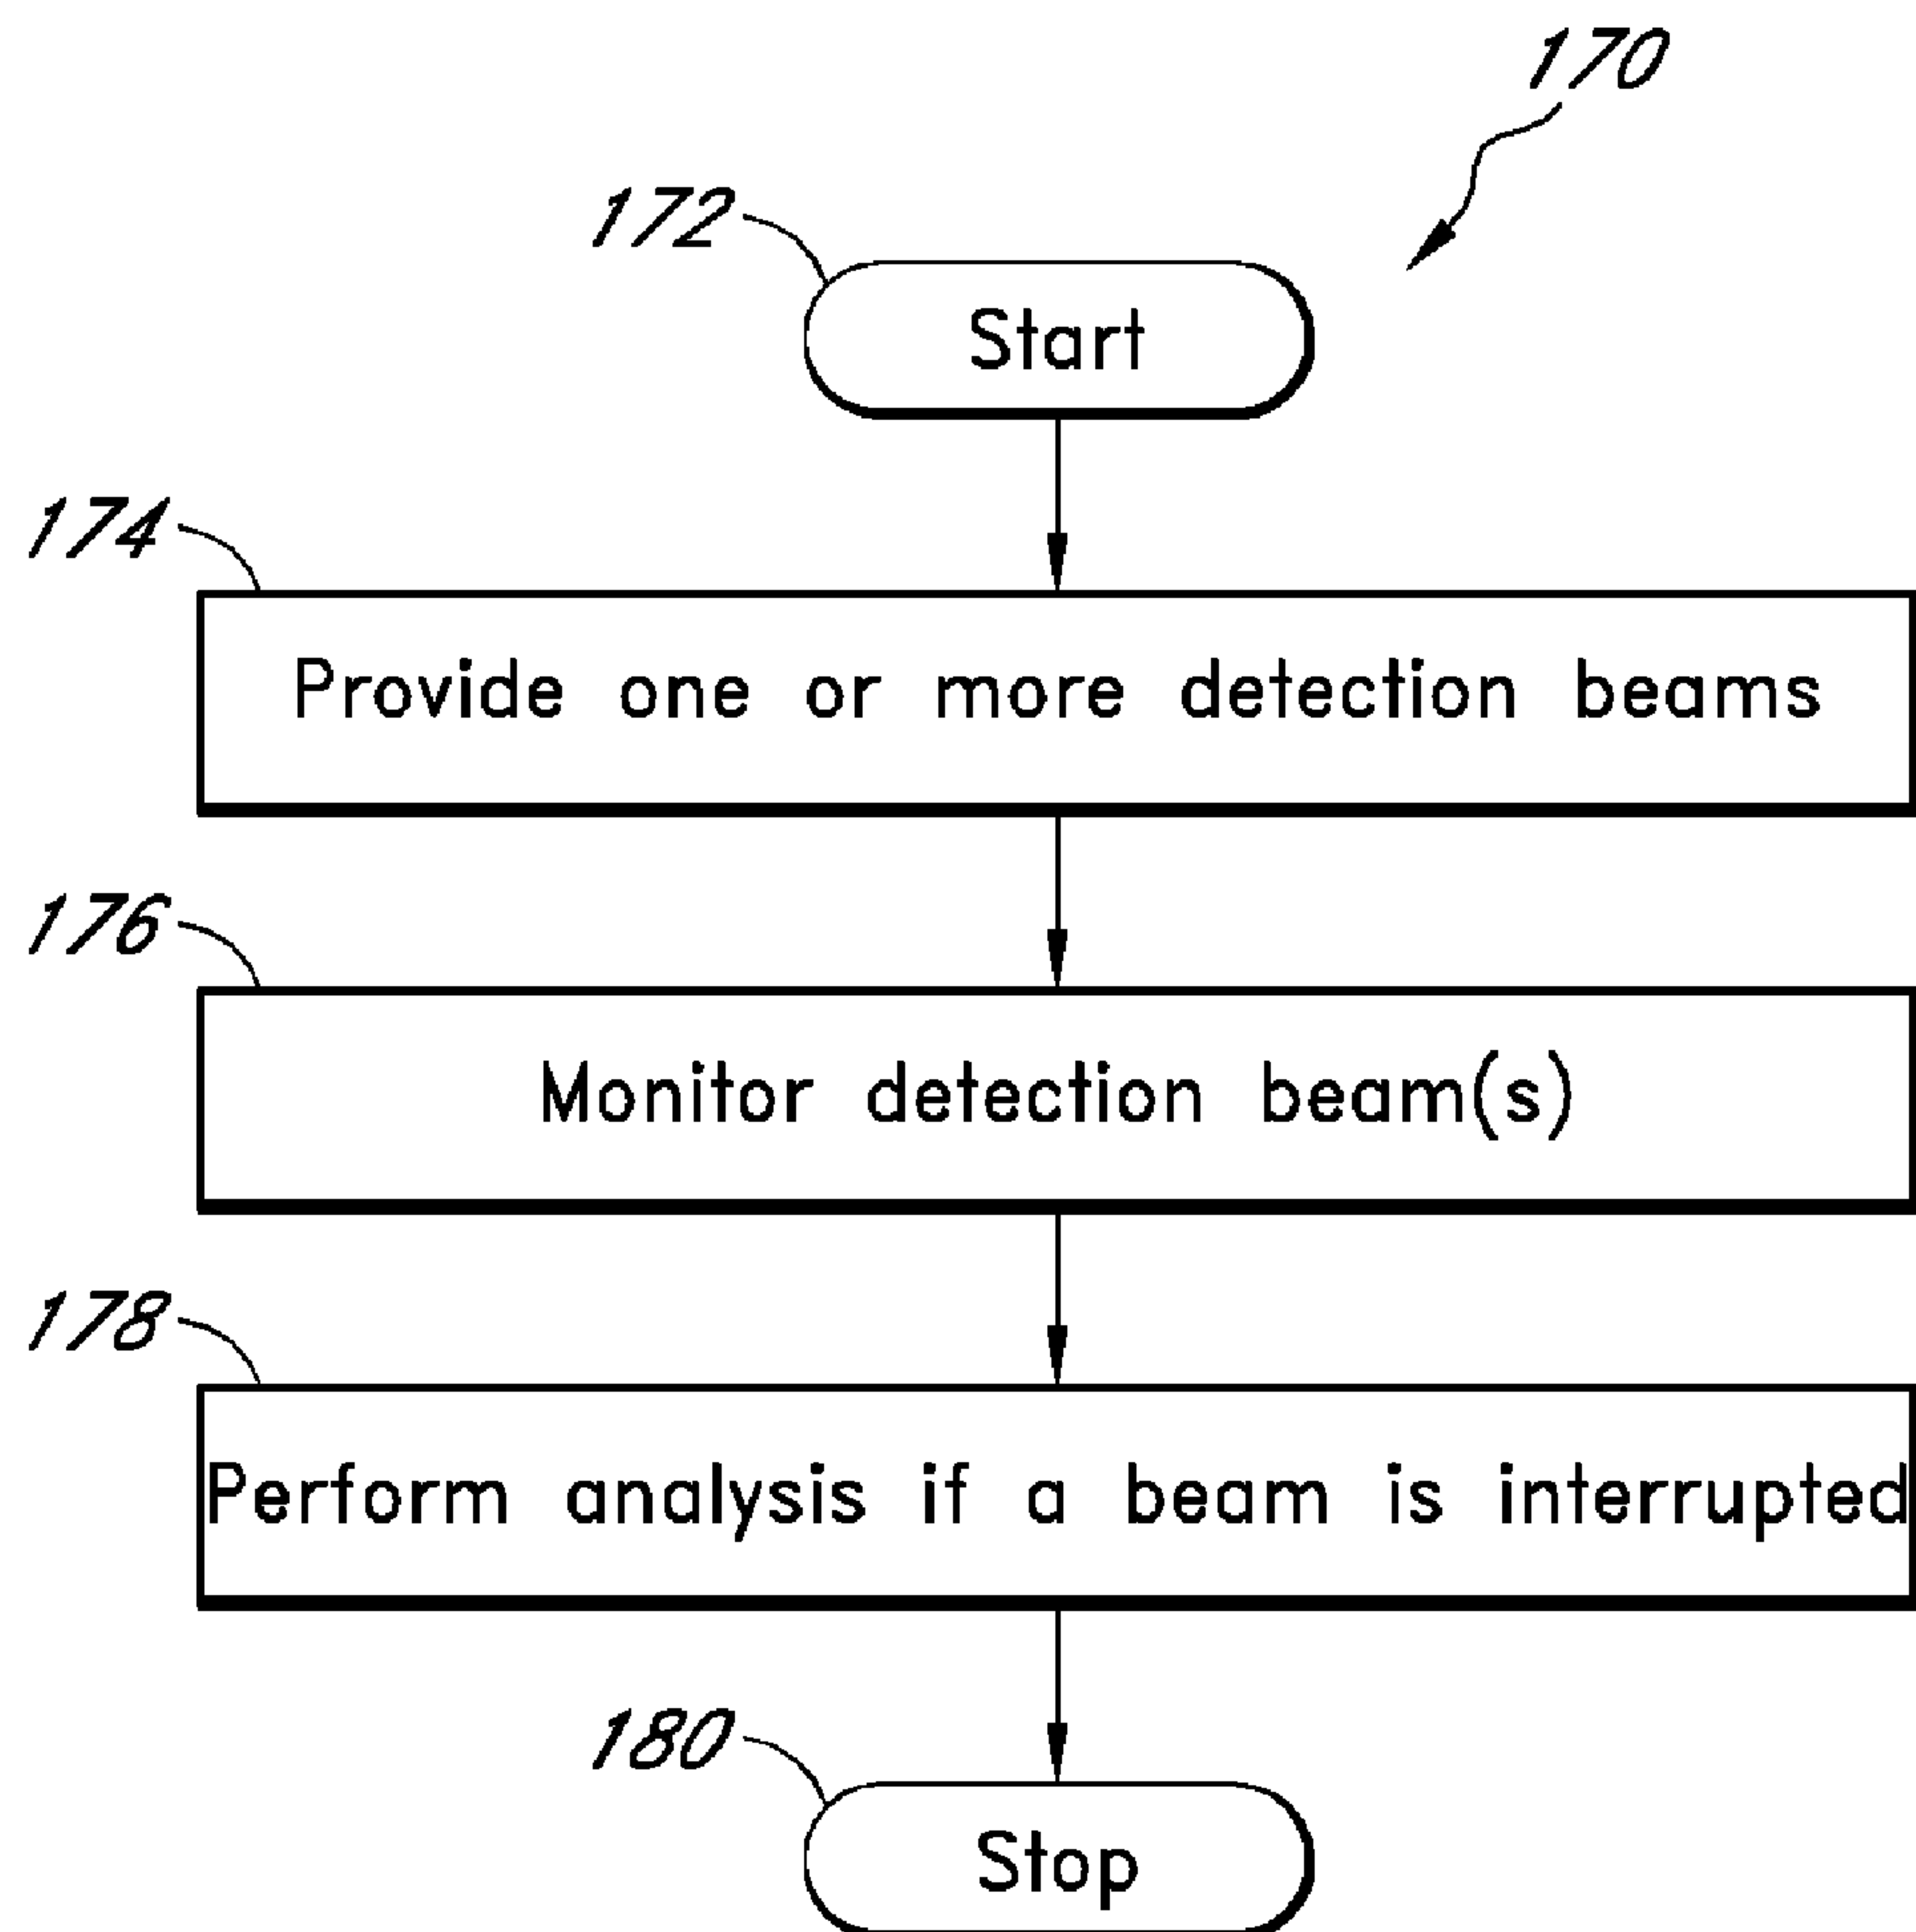 170
172
Start
174
Provide one or more detection beams
176
Monitor detection beam(s)
178
Perform analysis if a beam is interrupted
180
Stop